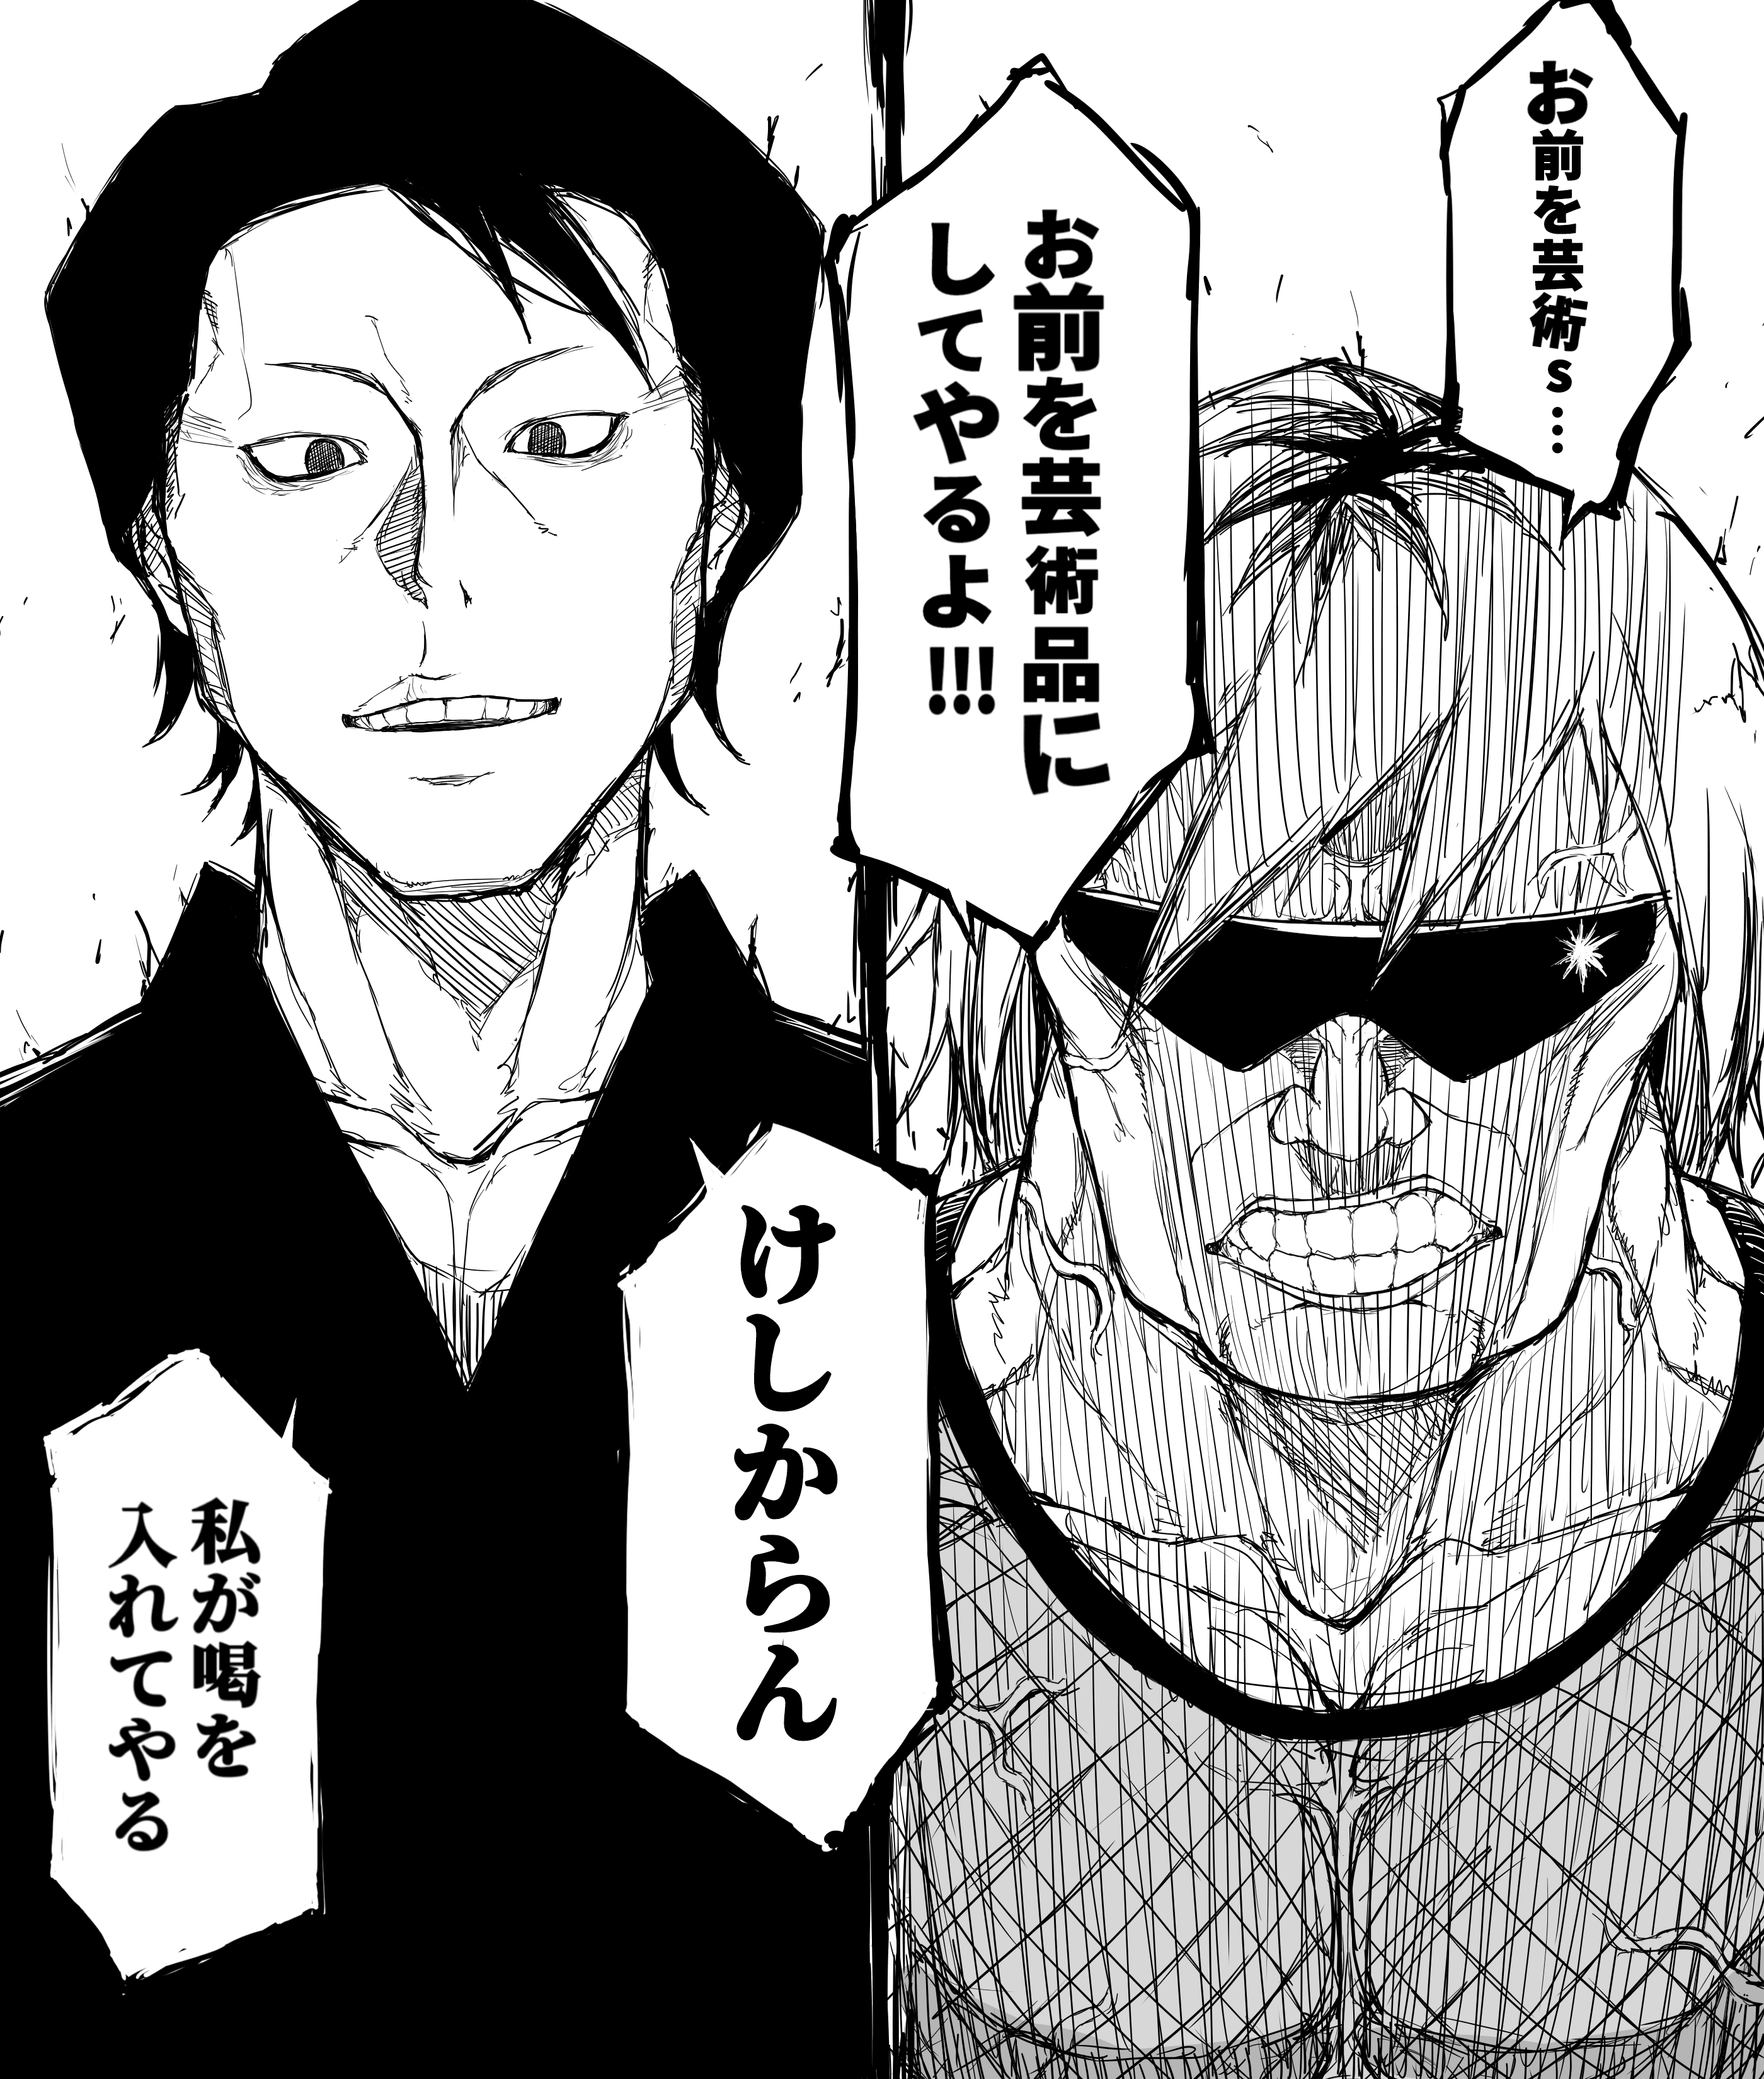 お前を芸術s…
お前を芸術品に
してやるよ!!!
けしからん
私が喝を
入れてやる